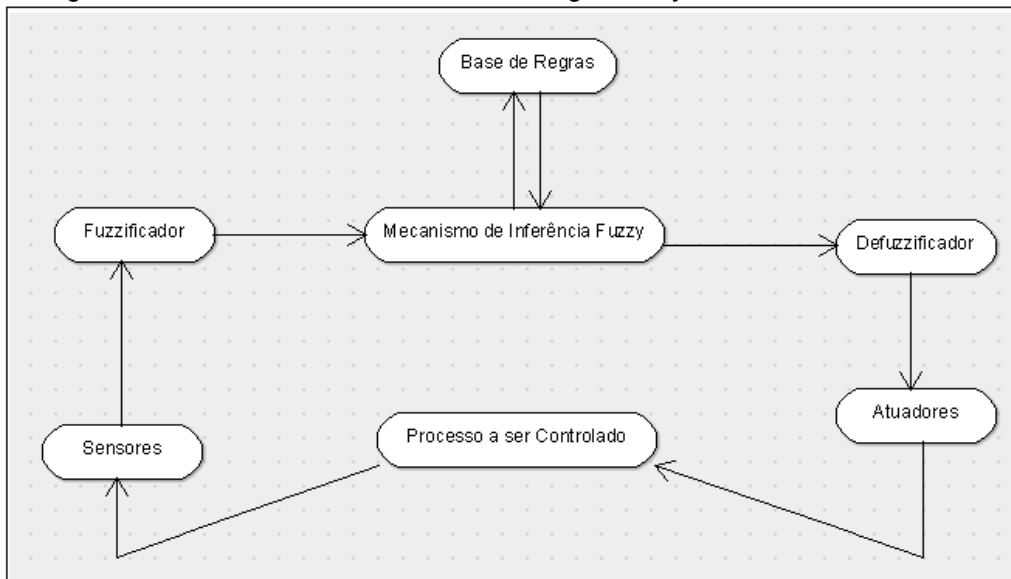 Base de Regras
Fuzzificador
Mecanismo de Inferência Fuzzy
Defuzzificador
Atuadores
Processo a ser Controlado
Sensores